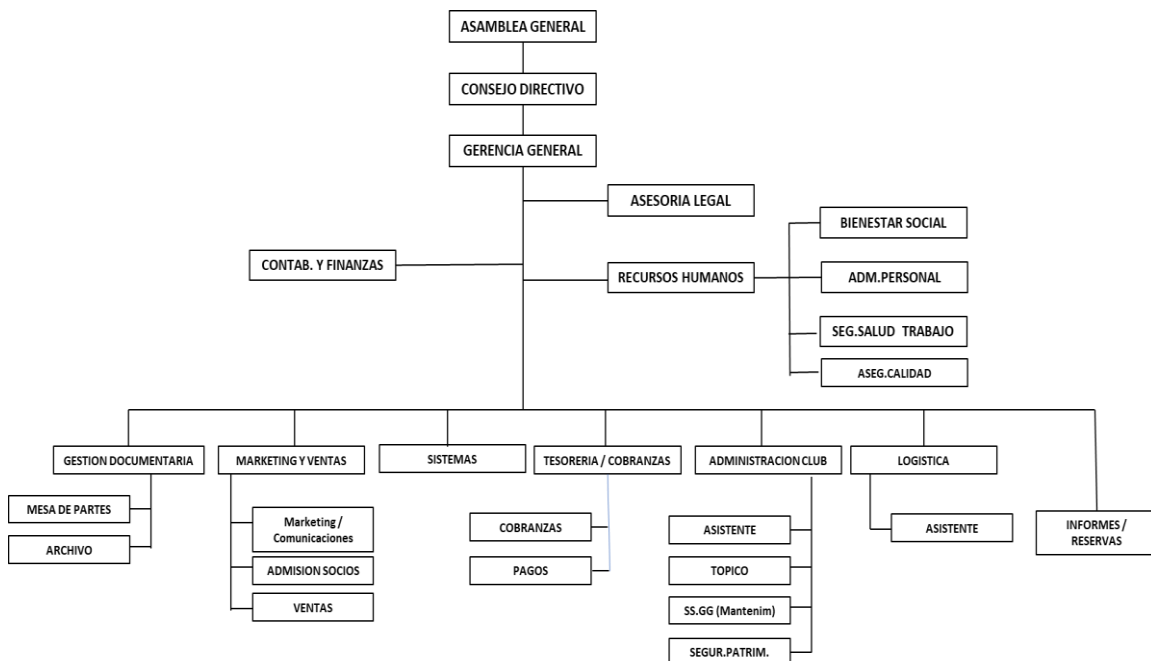 ASAMBLEA GENERAL
CONSEJO DIRECTIVO
GERENCIA GENERAL
ASESORIA LEGAL
BIENESTAR SOCIAL
CONTAB. Y FINANZAS
RECURSOS HUMANOS
ADM.PERSONAL
SEG.SALUD TRABAJO
ASEG.CALIDAD
GESTION DOCUMENTARIA
MARKETING Y VENTAS
SISTEMAS
TESORERIA / COBRANZAS
ADMINISTRACION CLUB
LOGISTICA
MESA DE PARTES
ARCHIVO
Marketing /
Comunicaciones
ADMISION SOCIOS
VENTAS
COBRANZAS
PAGOS
ASISTENTE
TOPICO
SS.GG (Mantenim)
SEGUR.PATRIM.
ASISTENTE
INFORMES /
RESERVAS